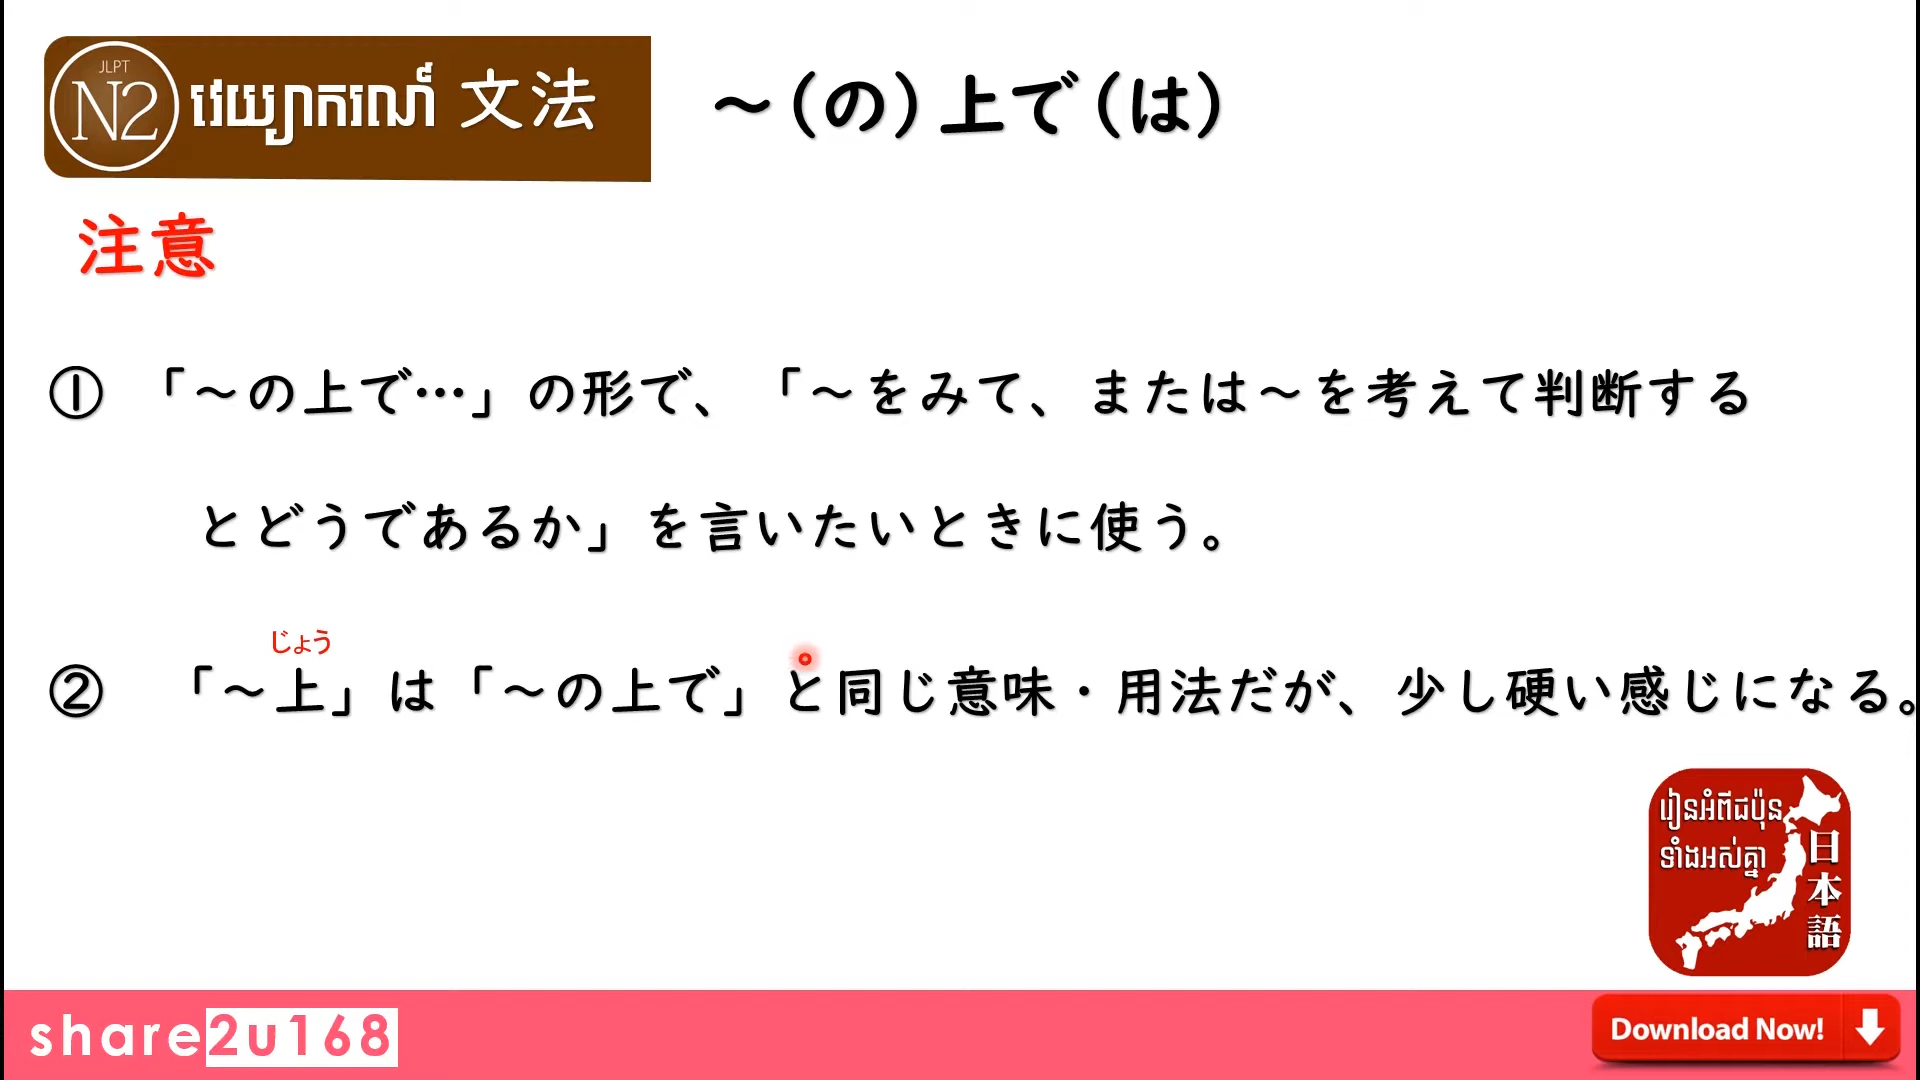 JLPT
N2
វេយ្យាករណ៍ 文法
～（の）上で（は）
注意
① 「～の上で…」の形で、「～をみて、または～を考えて判断する
とどうであるか」を言いたいときに使う。
じょう
② 「～上」は「～の上で」と同じ意味・用法だが、少し硬い感じになる。
រៀនអំពីជប៉ុន
ទាំងអស់គ្នា
日本語
share2u168
Download Now!